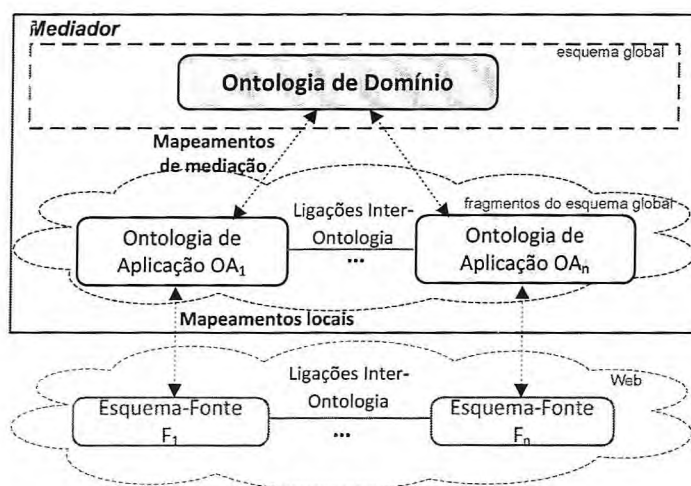 Mediador
esquema global
Ontologia de Domínio
Mapeamentos
de mediação
fragmentos do esquema global
Ligações Inter-
Ontologia
...
Ontologia de
Aplicação OA1
Ontologia de
Aplicação OAn
Mapeamentos locais
Web
Ligações Inter-
Ontologia
...
Esquema-Fonte
F1
Esquema-Fonte
Fn